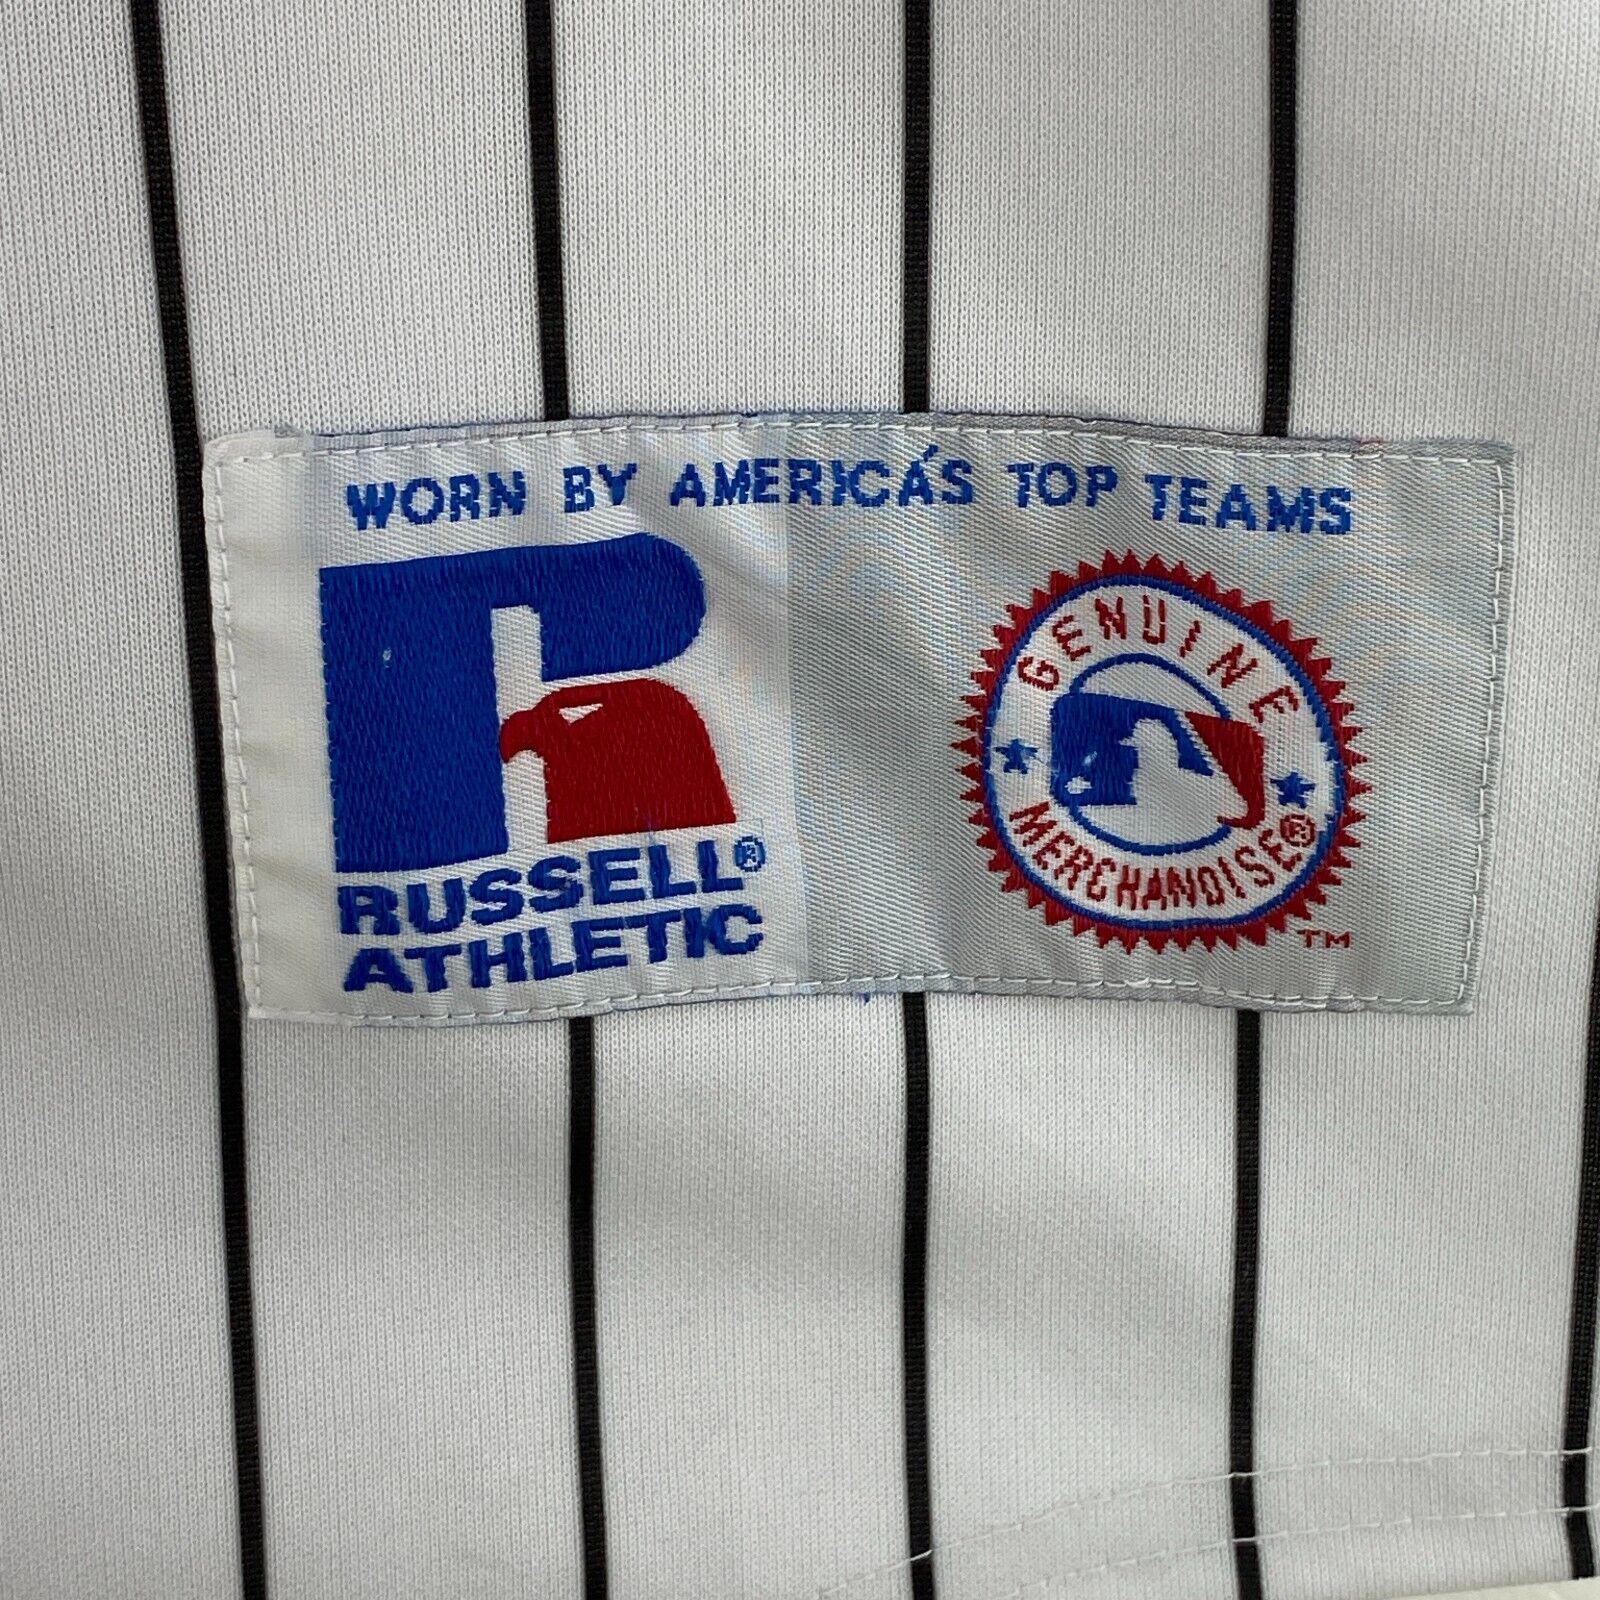 WORN BY AMERICA'S TOP TEAMS
RUSSELL®
ATHLETIC
GENUINE
MERCHANDISE®
TM